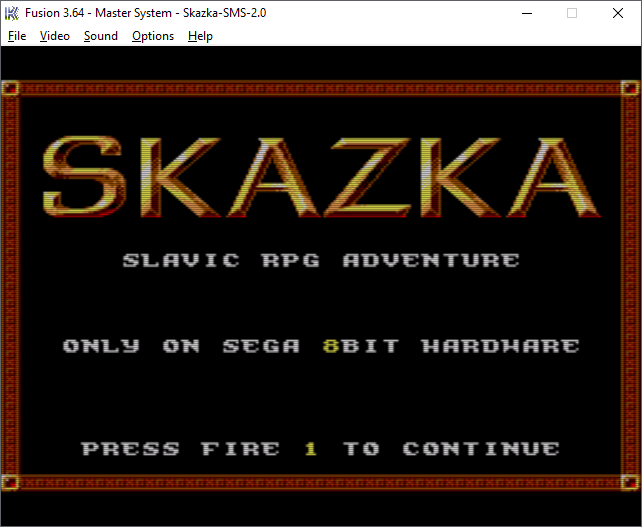 Fusion 3.64 - Master System - Skazka-SMS-2.0
File Video Sound Options Help
SKAZKA
SLAVIC RPG ADVENTURE
ONLY ON SEGA 8BIT HARDWARE
PRESS FIRE 1 TO CONTINUE